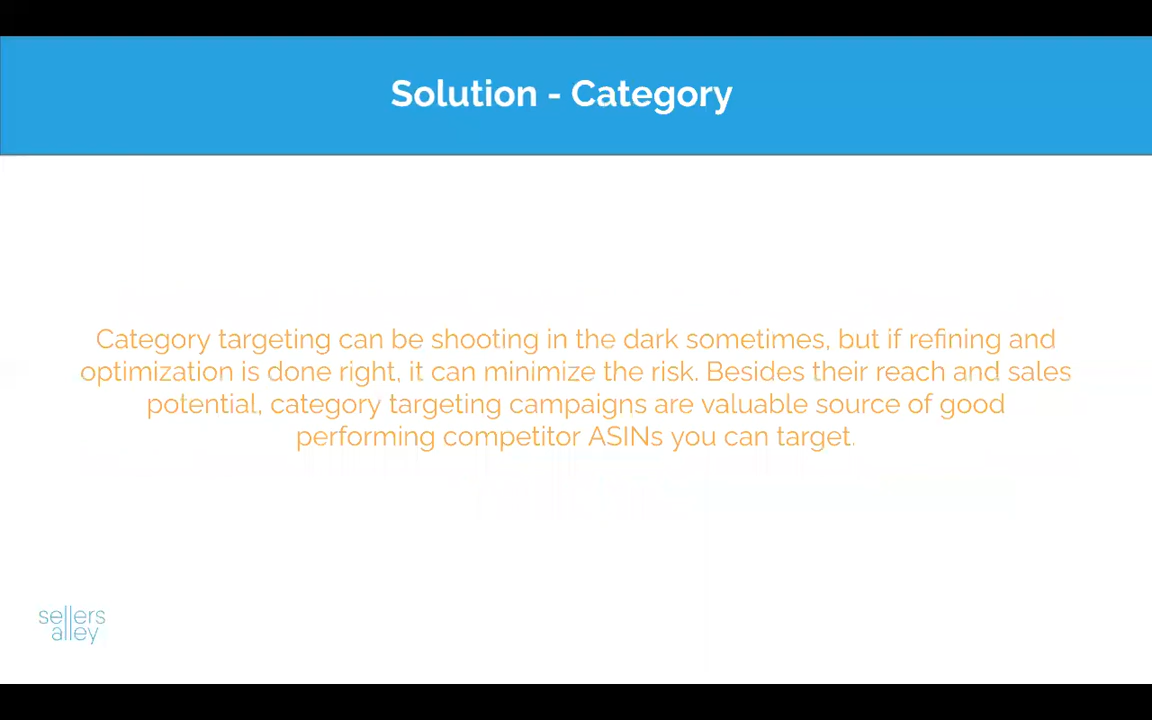 Solution - Category
Category targeting can be shooting in the dark sometimes, but if refining and
optimization is done right, it can minimize the risk. Besides their reach and sales
potential, category targeting campaigns are valuable source of good
performing competitor ASINs you can target.
sellers
alley